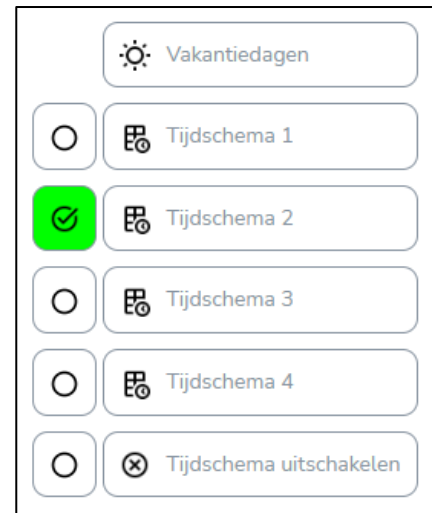 Vakantiedagen
Tijdschema 1
Tijdschema 2
Tijdschema 3
Tijdschema 4
Tijdschema uitschakelen